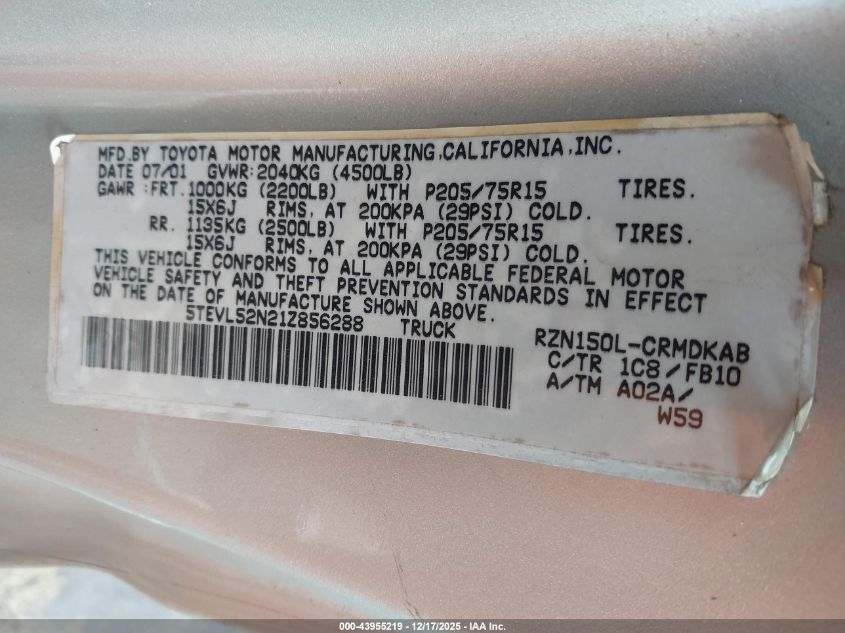 MFD.BY TOYOTA MOTOR MANUFACTURING,CALIFORNIA,INC.
DATE 07/01 GVWR:2040KG (4500LB)
GAWR :FRT.1000KG (2200LB) WITH P205/75R15 TIRES.
15X6J RIMS, AT 200KPA (29PSI) COLD.
RR. 1135KG (2500LB) WITH P205/75R15 TIRES.
15X6J RIMS, AT 200KPA (29PSI) COLD.
THIS VEHICLE CONFORMS TO ALL APPLICABLE FEDERAL MOTOR
VEHICLE SAFETY AND THEFT PREVENTION STANDARDS IN EFFECT
ON THE DATE OF MANUFACTURE SHOWN ABOVE.
5TEVL52N21Z856288 TRUCK
RZN150L-CRMDKAB
C/TR 1C8/FB10
A/TM A02A/
W59
000-43955219 - 12/17/2025 - IAA Inc.